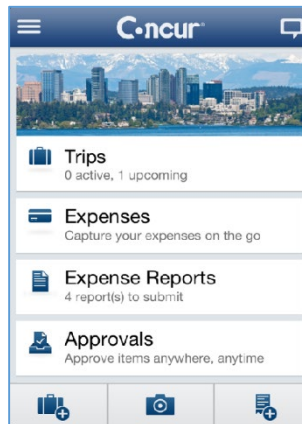 Concur
Trips
0 active, 1 upcoming
Expenses
Capture your expenses on the go
Expense Reports
4 report(s) to submit
Approvals
Approve items anywhere, anytime